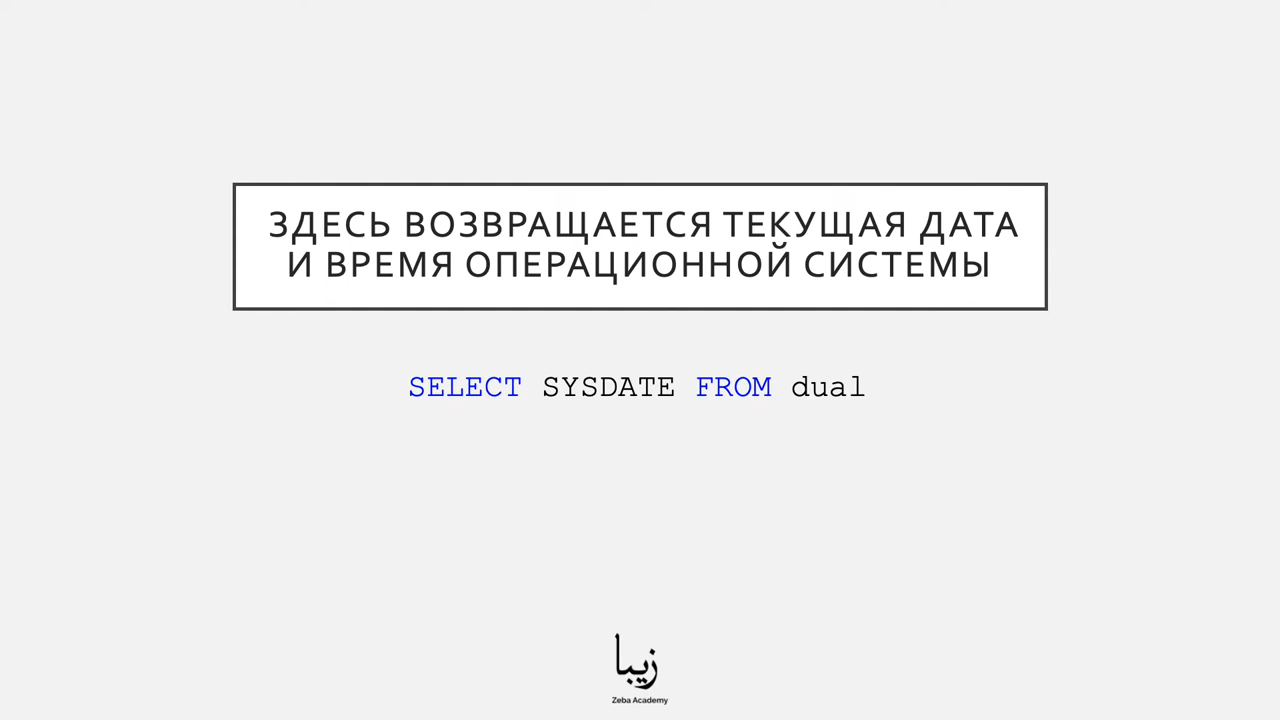 ЗДЕСЬ ВОЗВРАЩАЕТСЯ ТЕКУЩАЯ ДАТА
И ВРЕМЯ ОПЕРАЦИОННОЙ СИСТЕМЫ
SELECT SYSDATE FROM dual
زيبا
Zeba Academy